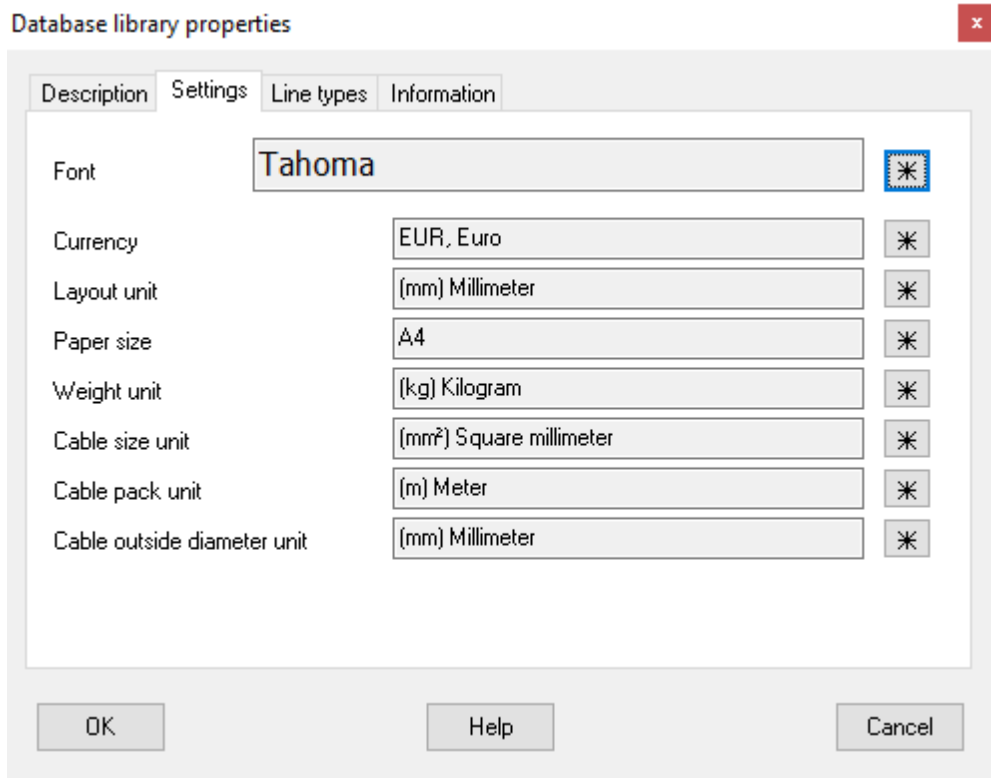 Database library properties
x
Description Settings Line types Information
Font Tahoma
Currency EUR, Euro
Layout unit (mm) Millimeter
Paper size A4
Weight unit (kg) Kilogram
Cable size unit (mm²) Square millimeter
Cable pack unit (m) Meter
Cable outside diameter unit (mm) Millimeter
OK Help Cancel